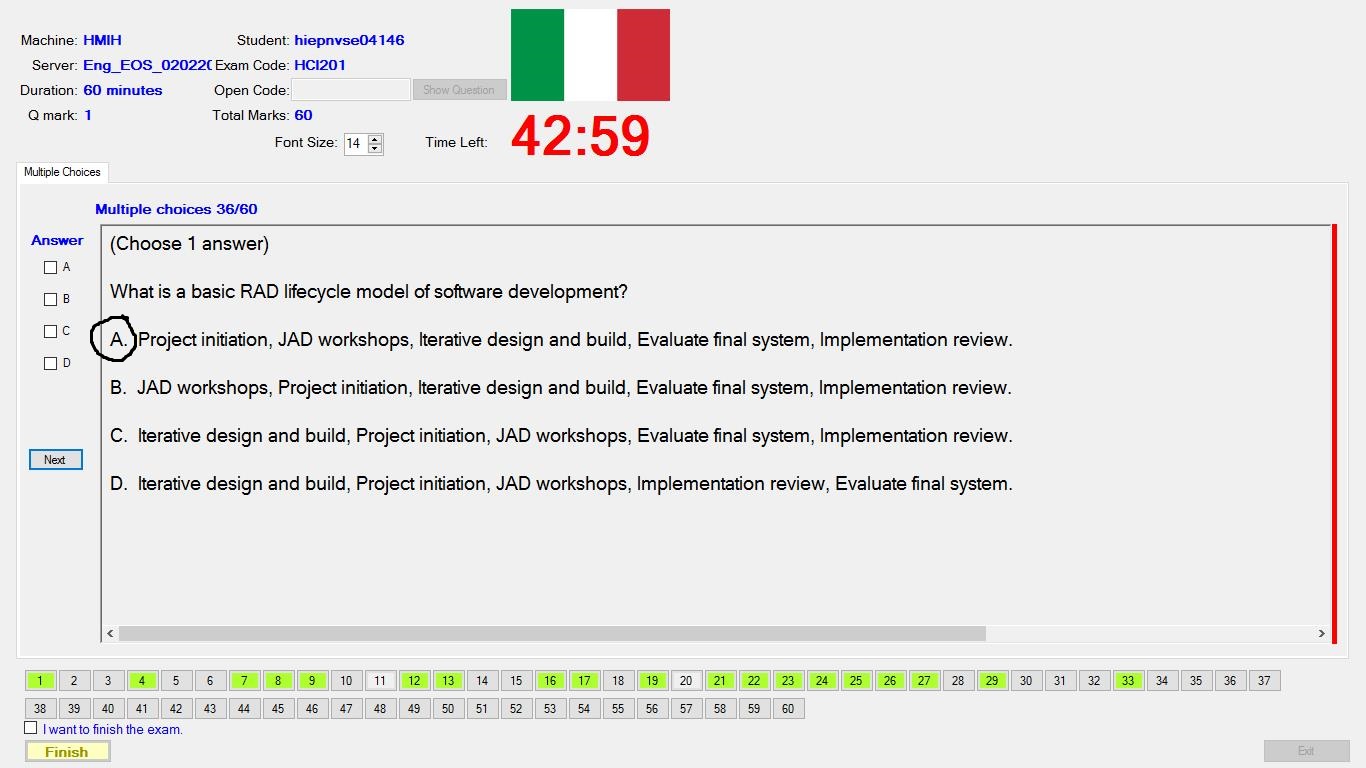 Machine: HMIH Student: hiepnvse04146
Server: Eng_EOS_02022( Exam Code: HCI201
Duration: 60 minutes Open Code: Show Question
Q mark: 1 Total Marks: 60
Font Size: 14 Time Left: 42:59
Multiple Choices
Multiple choices 36/60
Answer
A
B
C
D
Next
(Choose 1 answer)
What is a basic RAD lifecycle model of software development?
A. Project initiation, JAD workshops, Iterative design and build, Evaluate final system, Implementation review.
B. JAD workshops, Project initiation, Iterative design and build, Evaluate final system, Implementation review.
C. Iterative design and build, Project initiation, JAD workshops, Evaluate final system, Implementation review.
D. Iterative design and build, Project initiation, JAD workshops, Implementation review, Evaluate final system.
1 2 3 4 5 6 7 8 9 10 11 12 13 14 15 16 17 18 19 20 21 22 23 24 25 26 27 28 29 30 31 32 33 34 35 36 37
38 39 40 41 42 43 44 45 46 47 48 49 50 51 52 53 54 55 56 57 58 59 60
I want to finish the exam.
Finish Exit